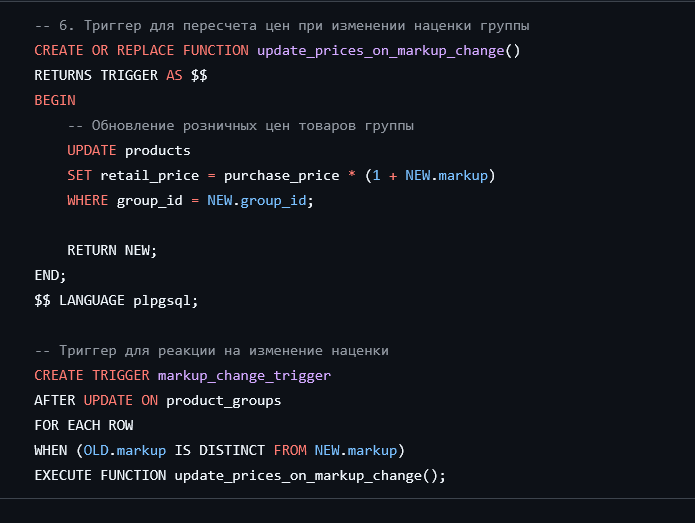 -- 6. Триггер для пересчета цен при изменении наценки группы
CREATE OR REPLACE FUNCTION update_prices_on_markup_change()
RETURNS TRIGGER AS $$
BEGIN
    -- Обновление розничных цен товаров группы
    UPDATE products
    SET retail_price = purchase_price * (1 + NEW.markup)
    WHERE group_id = NEW.group_id;

    RETURN NEW;
END;
$$ LANGUAGE plpgsql;

-- Триггер для реакции на изменение наценки
CREATE TRIGGER markup_change_trigger
AFTER UPDATE ON product_groups
FOR EACH ROW
WHEN (OLD.markup IS DISTINCT FROM NEW.markup)
EXECUTE FUNCTION update_prices_on_markup_change();